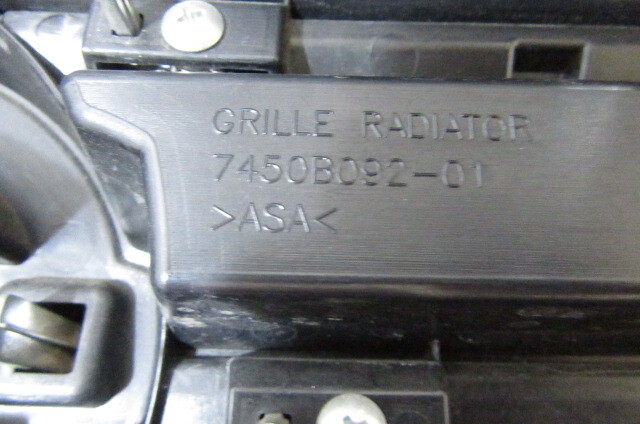 GRILLE RADIATOR
7450B092-01
>ASA<